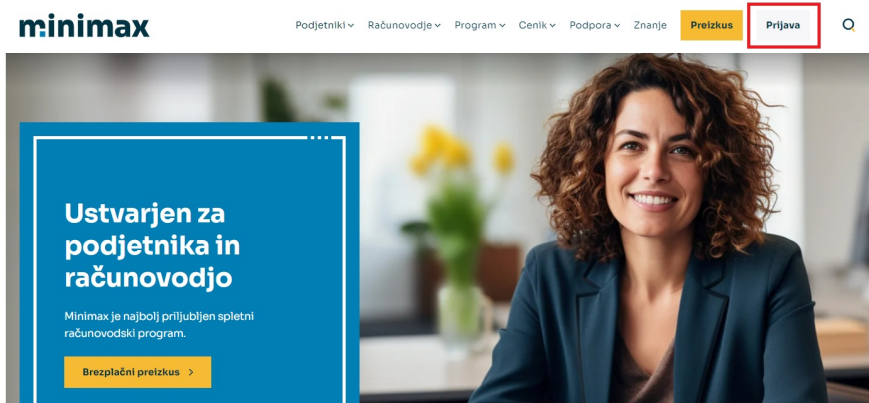 minimax
Podjetniki Računovodje Program Cenik Podpora Znanje Preizkus Prijava
Ustvarjen za
podjetnika in
računovodjo
Minimax je najbolj priljubljen spletni
računovodski program.
Brezplačni preizkus >